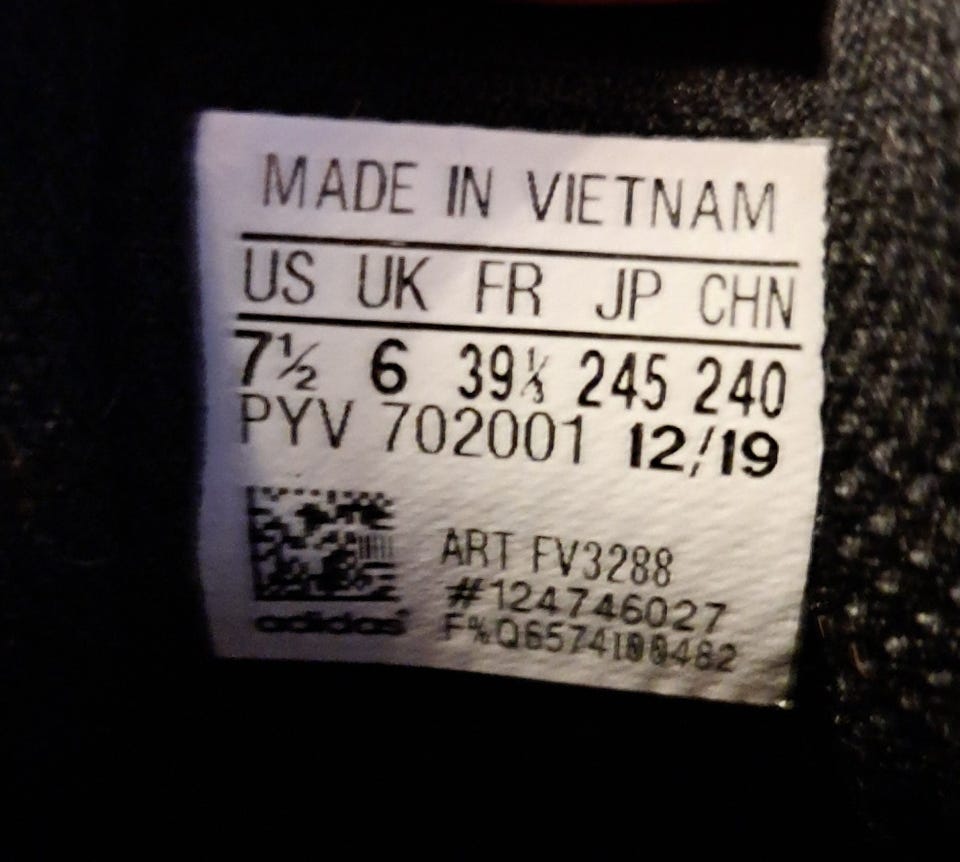 MADE IN VIETNAM
US UK FR JP CHN
7½ 6 39⅓ 245 240
PYV 702001 12/19
ART FV3288
#124746027
F%Q6574100482
adidas